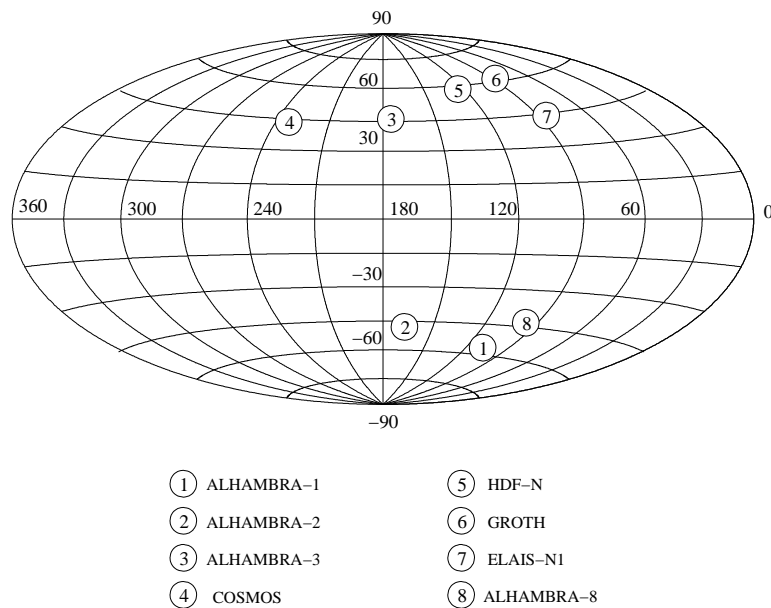 90
60
6
5
7
4
3
30
360
300
240
180
120
60
0
−30
2
8
−60
1
−90
1 ALHAMBRA−1
5 HDF−N
2 ALHAMBRA−2
6 GROTH
3 ALHAMBRA−3
7 ELAIS−N1
4 COSMOS
8 ALHAMBRA−8